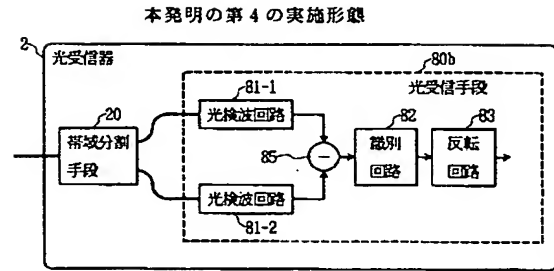 本発明の第4の実施形態
2
光受信器
80b
光受信手段
81-1
光検波回路
20
帯域分割
手段
85
−
82
識別
回路
83
反転
回路
光検波回路
81-2